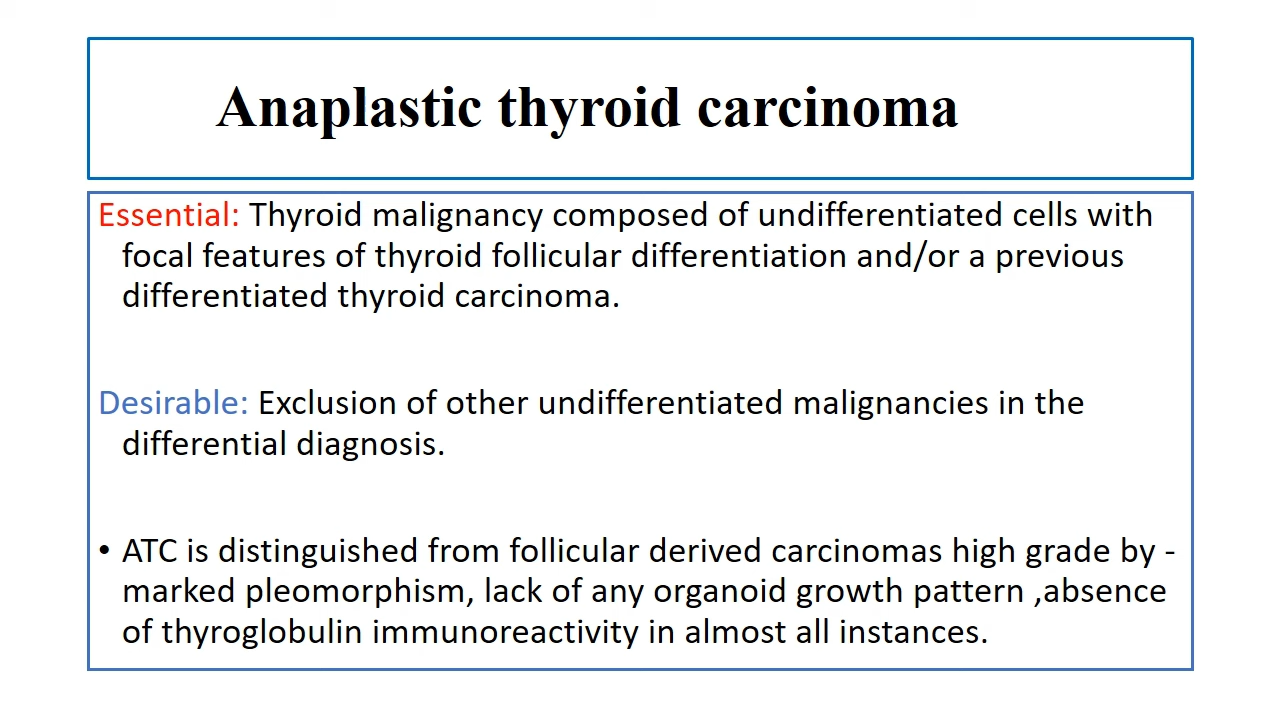 Anaplastic thyroid carcinoma
Essential: Thyroid malignancy composed of undifferentiated cells with
focal features of thyroid follicular differentiation and/or a previous
differentiated thyroid carcinoma.
Desirable: Exclusion of other undifferentiated malignancies in the
differential diagnosis.
• ATC is distinguished from follicular derived carcinomas high grade by -
marked pleomorphism, lack of any organoid growth pattern ,absence
of thyroglobulin immunoreactivity in almost all instances.